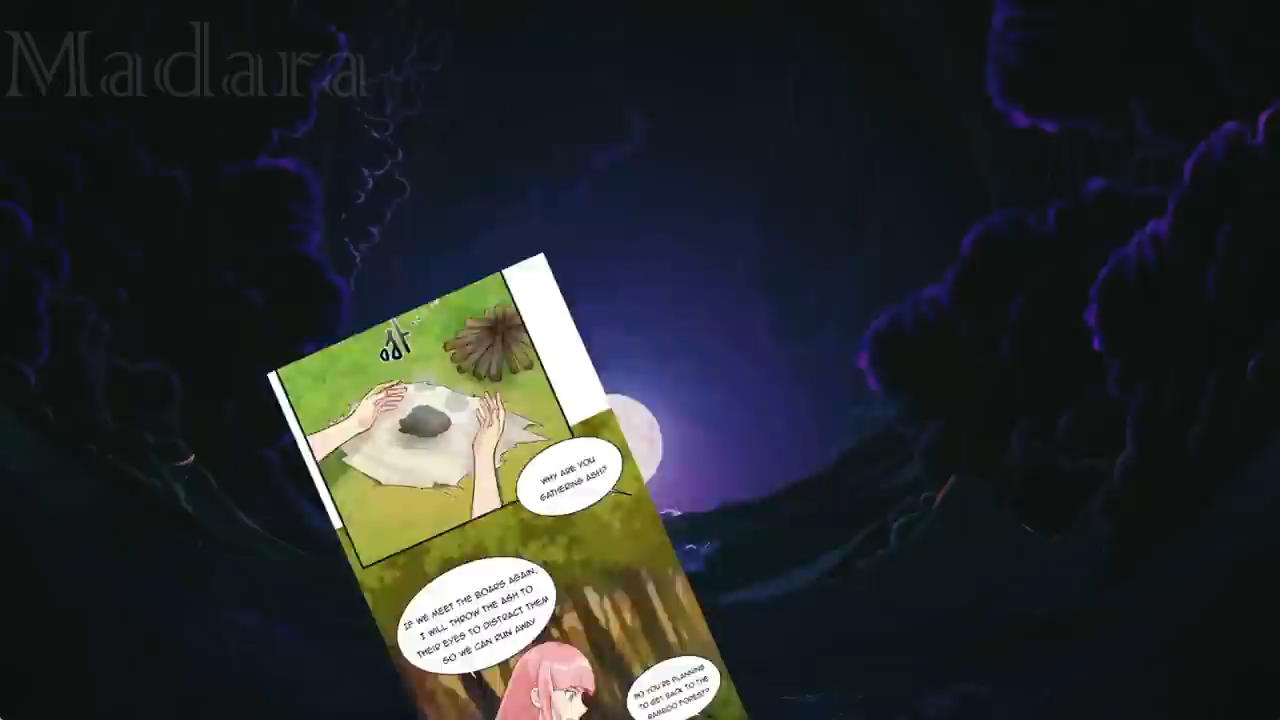 Madara
WHY ARE YOU
GATHERING ASH?
IF WE MEET THE BOARS AGAIN,
I WILL THROW THE ASH TO
THEIR EYES TO DISTRACT THEM
SO WE CAN RUN AWAY
SO YOU'RE PLANNING
TO GET BACK TO THE
BAMBOO FOREST?